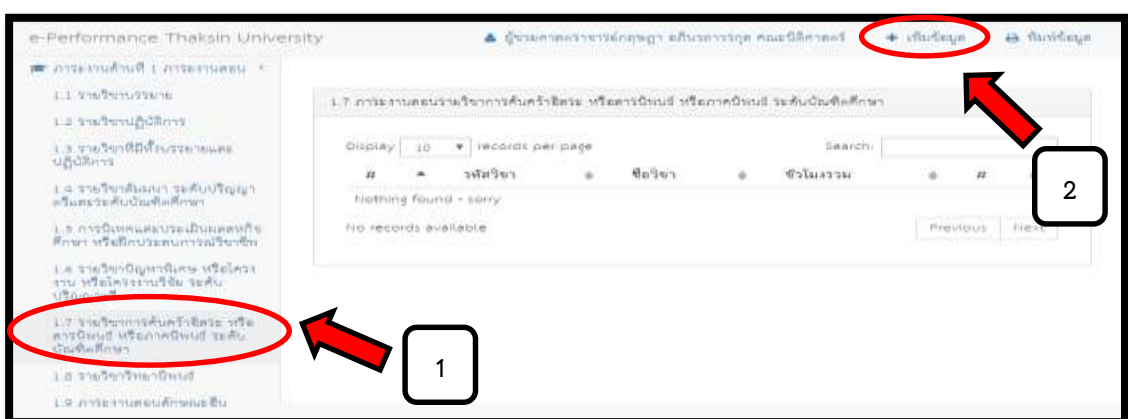 e-Performance Thaksin University
ผู้ช่วยศาสตราจารย์กฤษฎา อภินวถาวรกุล คณะนิติศาสตร์
เพิ่มข้อมูล
พิมพ์ข้อมูล
ภาระงานด้านที่ 1 ภาระงานสอน
1.1 รายวิชาบรรยาย
1.2 รายวิชาปฏิบัติการ
1.3 รายวิชาที่มีทั้งบรรยายและ
ปฏิบัติการ
1.4 รายวิชาสัมมนา ระดับปริญญา
ตรีและระดับบัณฑิตศึกษา
1.5 การนิเทศและประเมินผลสหกิจ
ศึกษา หรือฝึกประสบการณ์วิชาชีพ
1.6 รายวิชาปัญหาพิเศษ หรือโครง
งาน หรือโครงงานวิจัย ระดับ
1.7 รายวิชาการค้นคว้าอิสระ หรือ
สารนิพนธ์ หรือภาคนิพนธ์ ระดับ
บัณฑิตศึกษา
1.8 รายวิชาวิทยานิพนธ์
1.9 ภาระงานสอนลักษณะอื่น
1.7 ภาระงานสอนรายวิชาการค้นคว้าอิสระ หรือสารนิพนธ์ หรือภาคนิพนธ์ ระดับบัณฑิตศึกษา
Display 10 records per page
Search:
# รหัสวิชา ชื่อวิชา ชั่วโมงรวม #
Nothing found - sorry
No records available
Previous Next
1
2